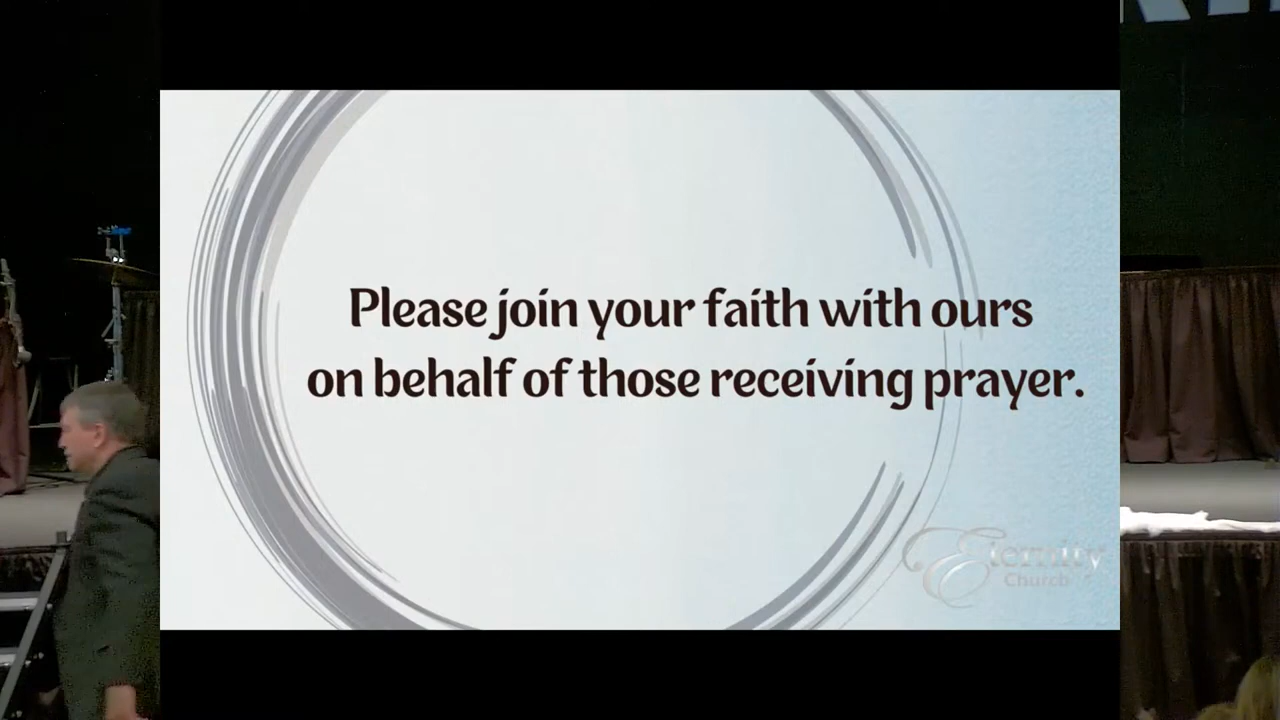 Please join your faith with ours
on behalf of those receiving prayer.
Eternity
Church